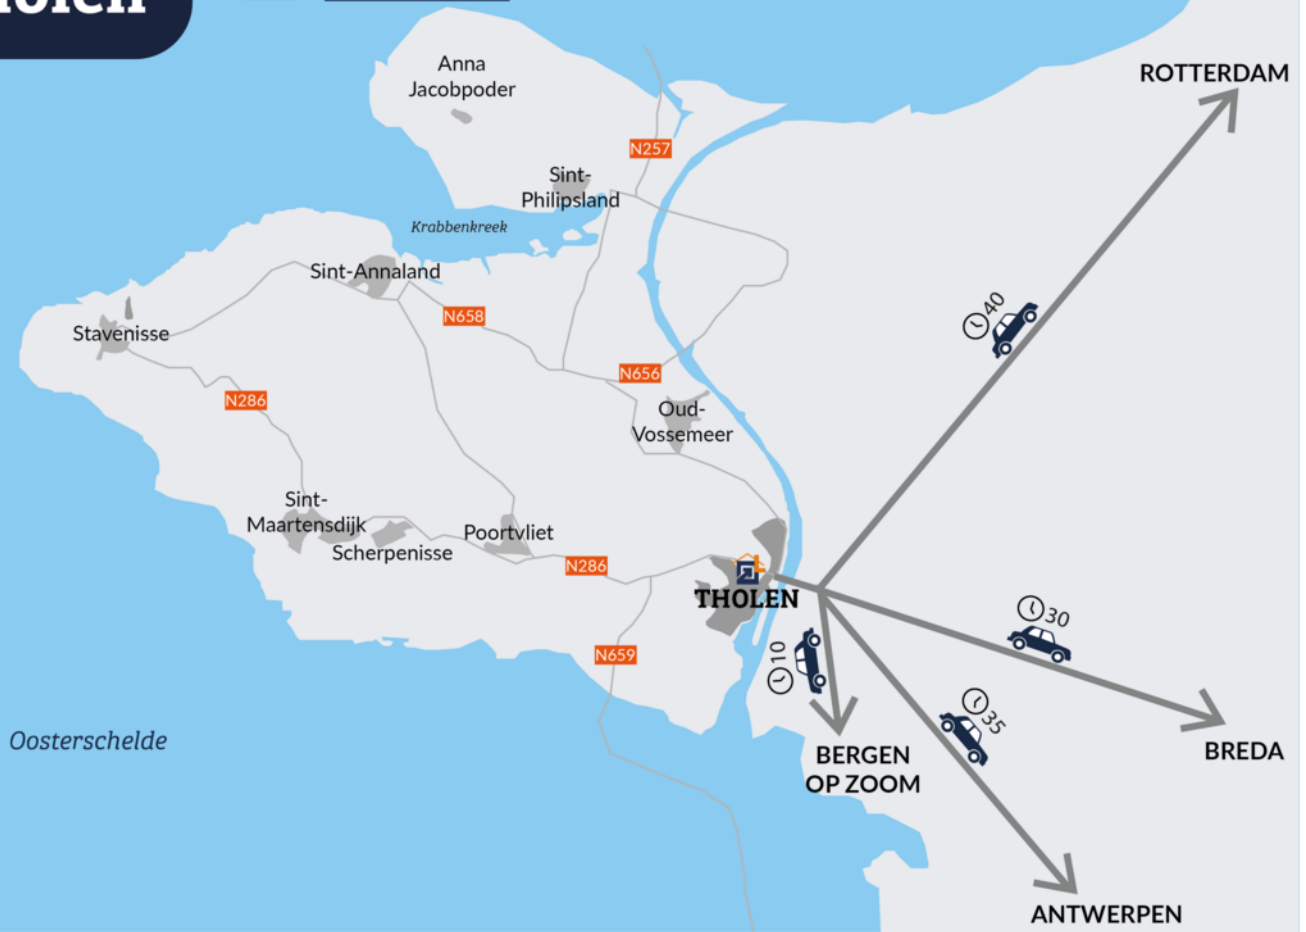 Anna
Jacobpoder
ROTTERDAM
N257
Sint-
Philipsland
Krabbenkreek
Sint-Annaland
40
N658
Stavenisse
N656
N286
Oud-
Vossemeer
Sint-
Maartensdijk
Scherpenisse
Poortvliet
N286
THOLEN
30
10
N659
35
Oosterschelde
BREDA
BERGEN
OP ZOOM
ANTWERPEN